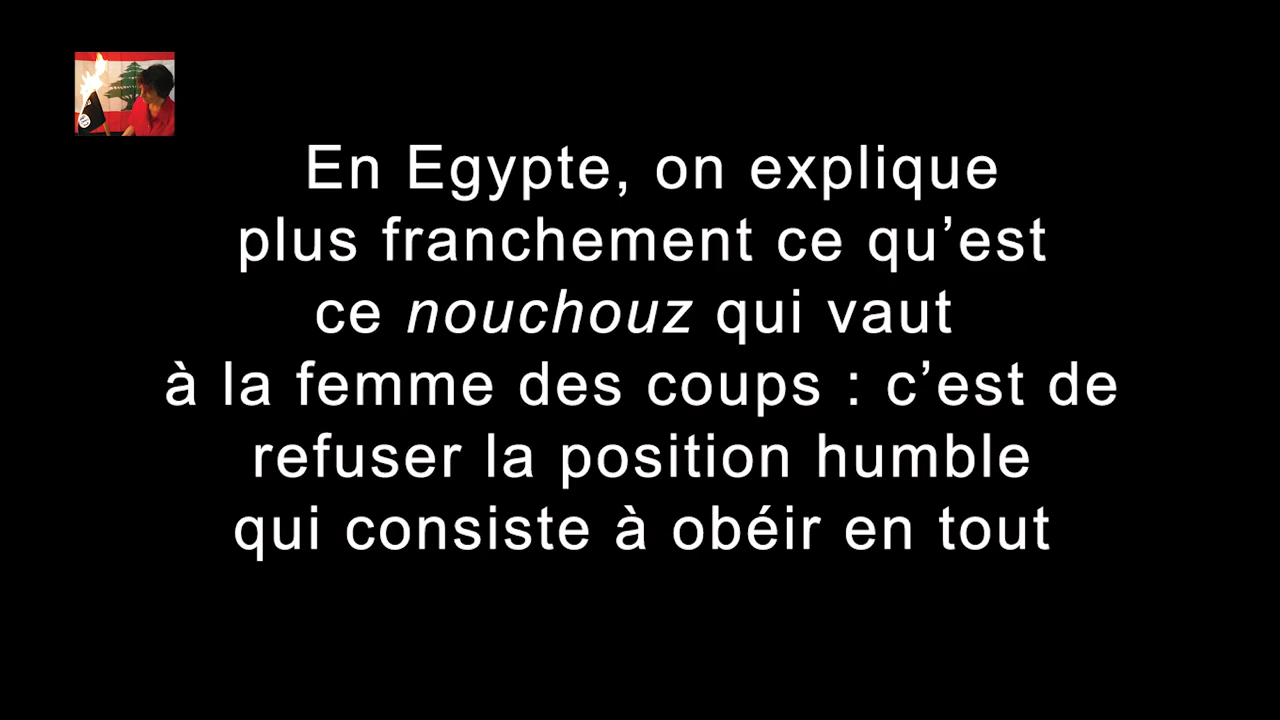 En Egypte, on explique
plus franchement ce qu’est
ce nouchouz qui vaut
à la femme des coups : c’est de
refuser la position humble
qui consiste à obéir en tout